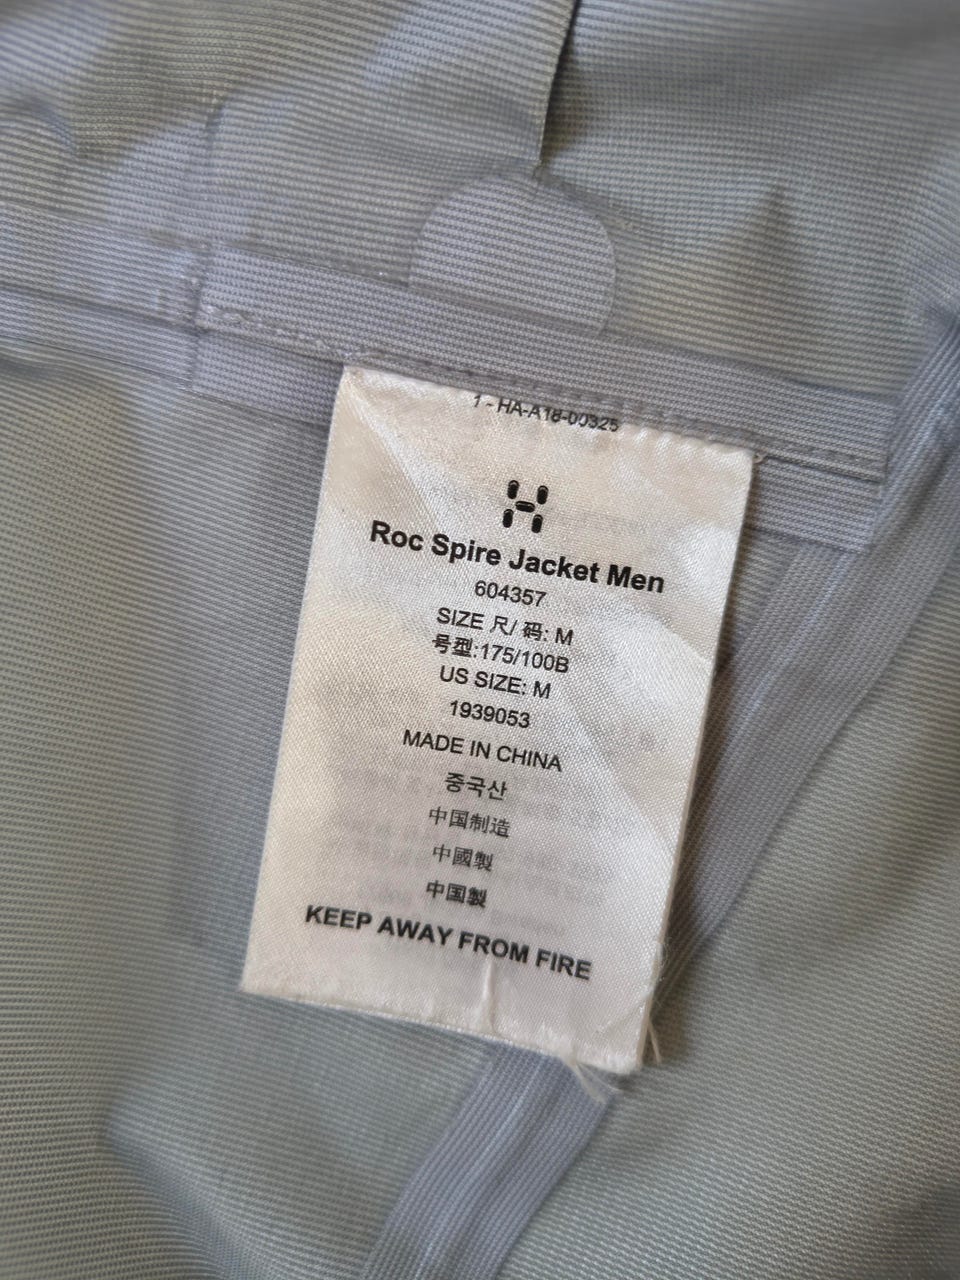 1 - HA-A18-00325
Roc Spire Jacket Men
604357
SIZE 尺/ 码: M
号型:175/100B
US SIZE: M
1939053
MADE IN CHINA
중국산
中国制造
中國製
中国製
KEEP AWAY FROM FIRE